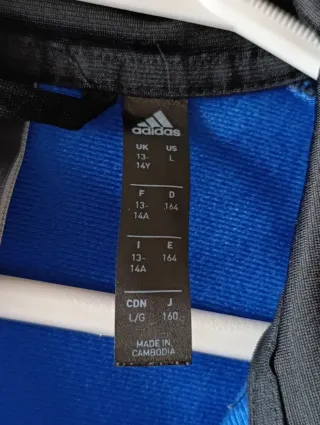 adidas
UK US
13-14Y L
F D
13-14A 164
I E
13-14A 164
CDN J
L/G 160
MADE IN
CAMBODIA